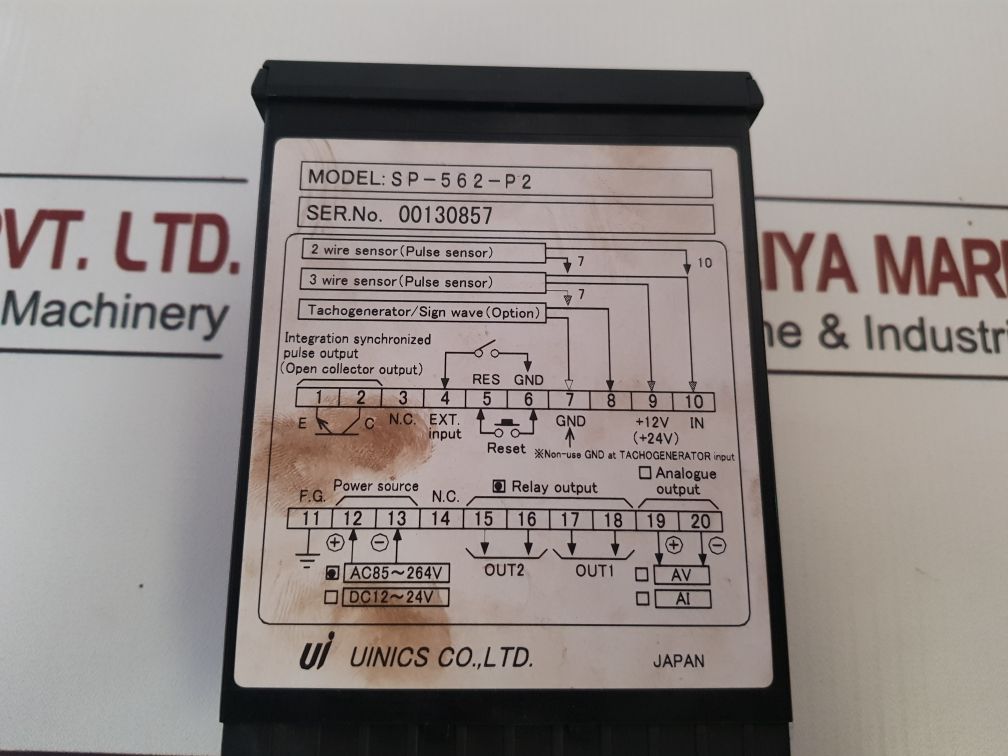 MODEL: SP-562-P2
SER.No. 00130857
2 wire sensor(Pulse sensor)
7
10
3 wire sensor(Pulse sensor)
7
Tachogenerator/Sign wave(Option)
Integration synchronized
pulse output
(Open collector output)
RES GND
1 2 3 4 5 6 7 8 9 10
E C N.C. EXT. input
Reset
GND
+12V
(+24V)
IN
※Non-use GND at TACHOGENERATOR input
F.G. Power source N.C. Relay output
Analogue
output
11 12 13 14 15 16 17 18 19 20
+ − OUT2 OUT1 + −
AC85~264V
DC12~24V
AV
AI
ui UINICS CO.,LTD. JAPAN
PVT. LTD.
Machinery
IYA MAR
ne & Industri